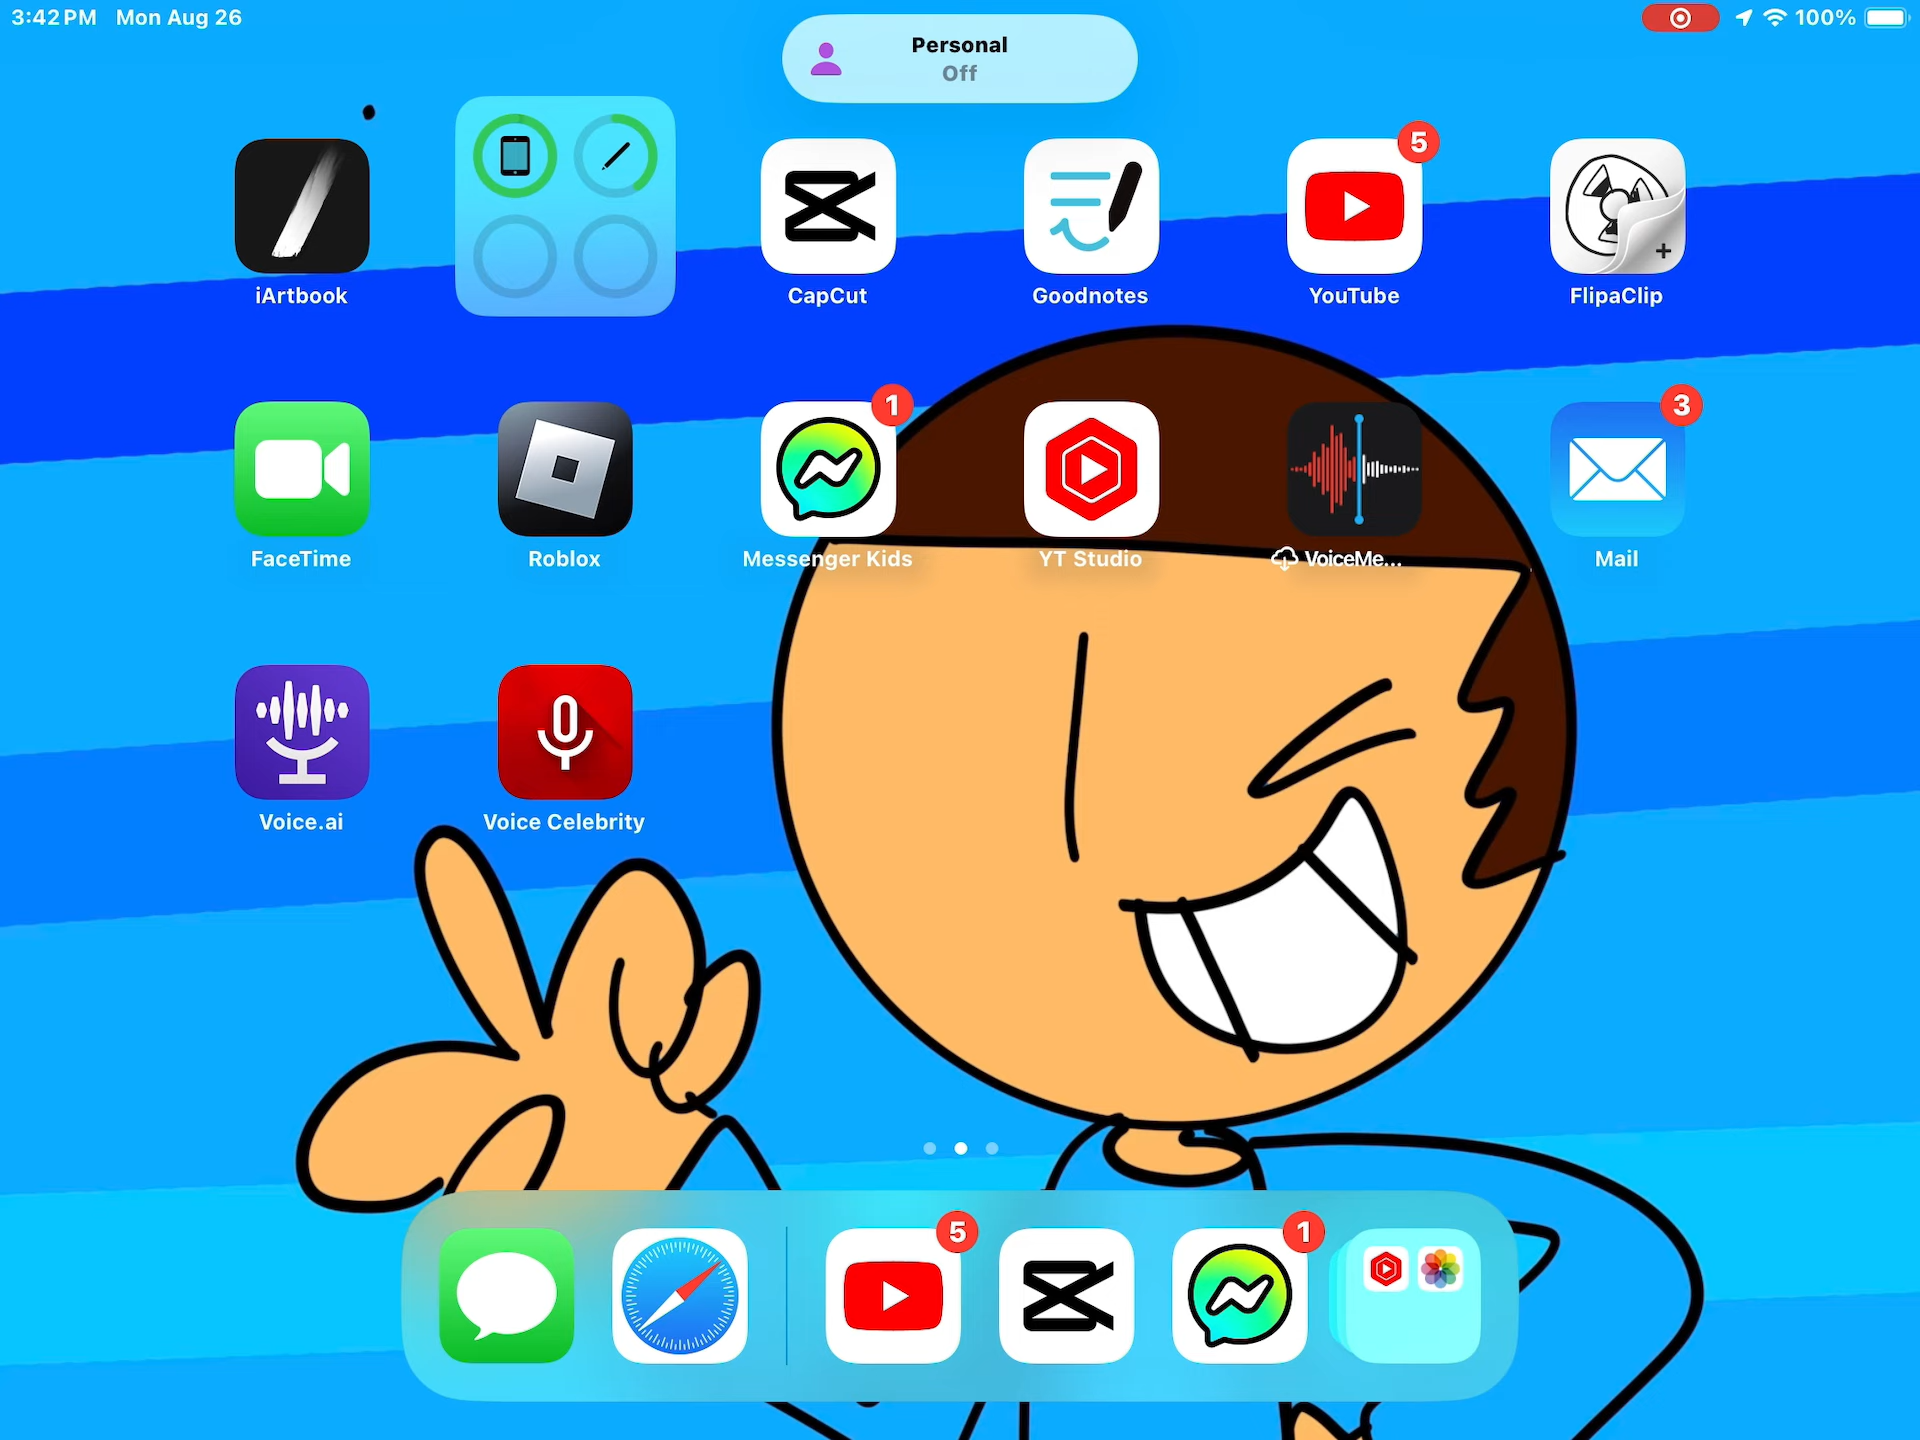 3:42 PM Mon Aug 26
100%
Personal
Off
5
iArtbook
CapCut
Goodnotes
YouTube
FlipaClip
1
3
FaceTime
Roblox
Messenger Kids
YT Studio
VoiceMe...
Mail
Voice.ai
Voice Celebrity
5
1